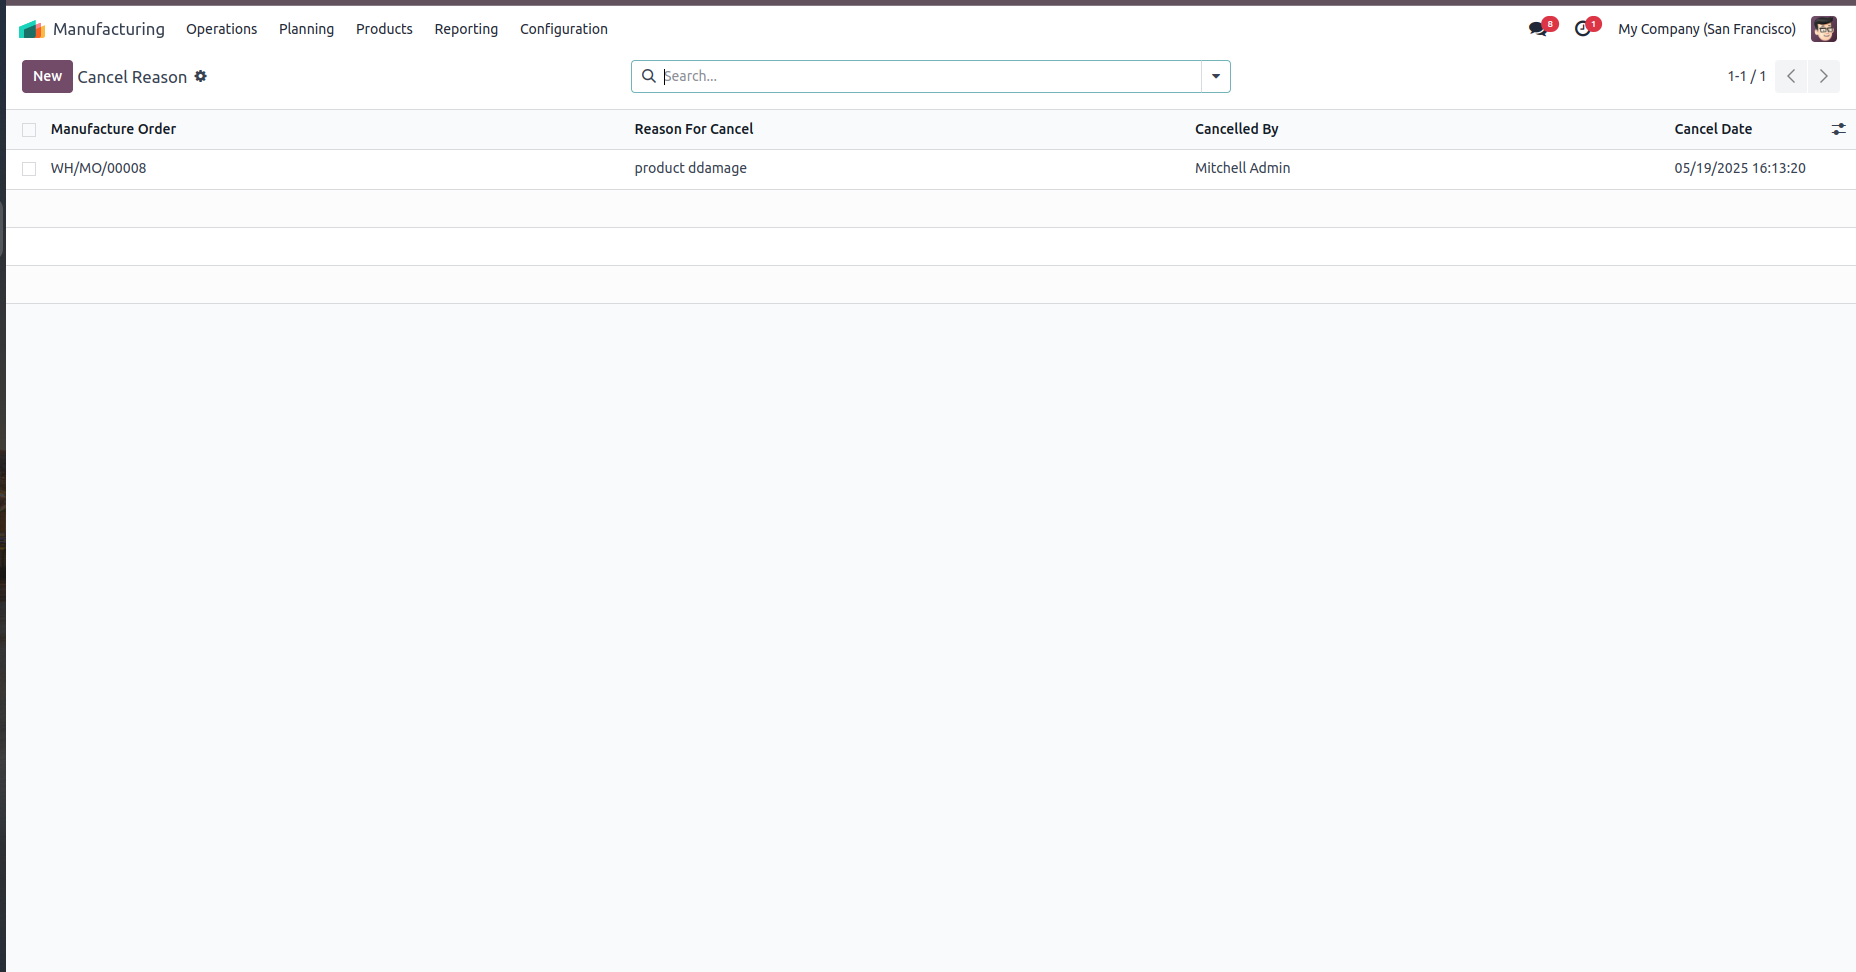 Manufacturing Operations Planning Products Reporting Configuration 8 1 My Company (San Francisco)
New Cancel Reason Search... 1-1 / 1
Manufacture Order Reason For Cancel Cancelled By Cancel Date
WH/MO/00008 product ddamage Mitchell Admin 05/19/2025 16:13:20